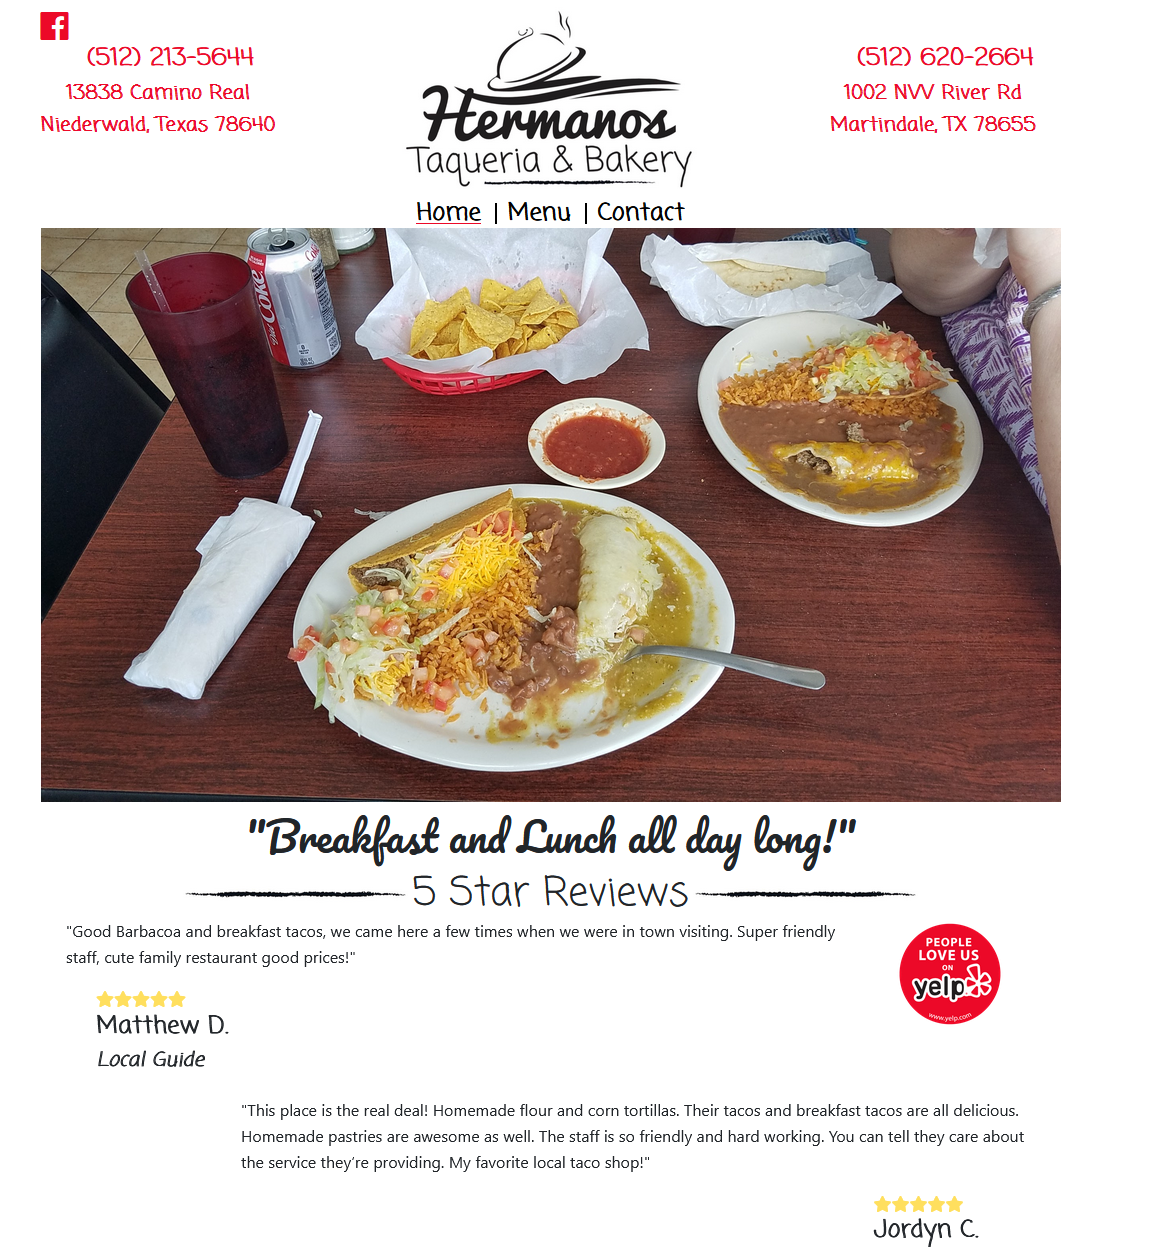 (512) 213-5644
13838 Camino Real
Niederwald, Texas 78640
Hermanos
Taqueria & Bakery
(512) 620-2664
1002 NW River Rd
Martindale, TX 78655
Home | Menu | Contact
Diet Coke
"Breakfast and Lunch all day long!"
5 Star Reviews
"Good Barbacoa and breakfast tacos, we came here a few times when we were in town visiting. Super friendly
staff, cute family restaurant good prices!"
PEOPLE
LOVE US
ON
yelp
www.yelp.com
Matthew D.
Local Guide
"This place is the real deal! Homemade flour and corn tortillas. Their tacos and breakfast tacos are all delicious.
Homemade pastries are awesome as well. The staff is so friendly and hard working. You can tell they care about
the service they're providing. My favorite local taco shop!"
Jordyn C.